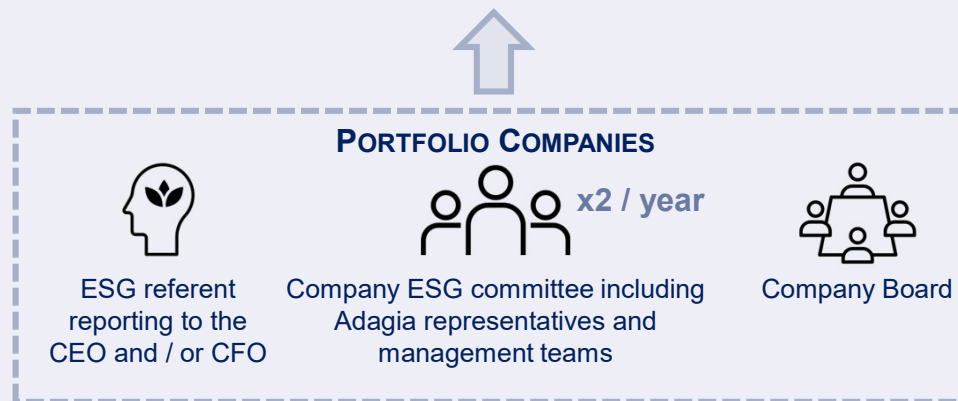 PORTFOLIO COMPANIES
x2 / year
ESG referent
reporting to the
CEO and / or CFO
Company ESG committee including
Adagia representatives and
management teams
Company Board